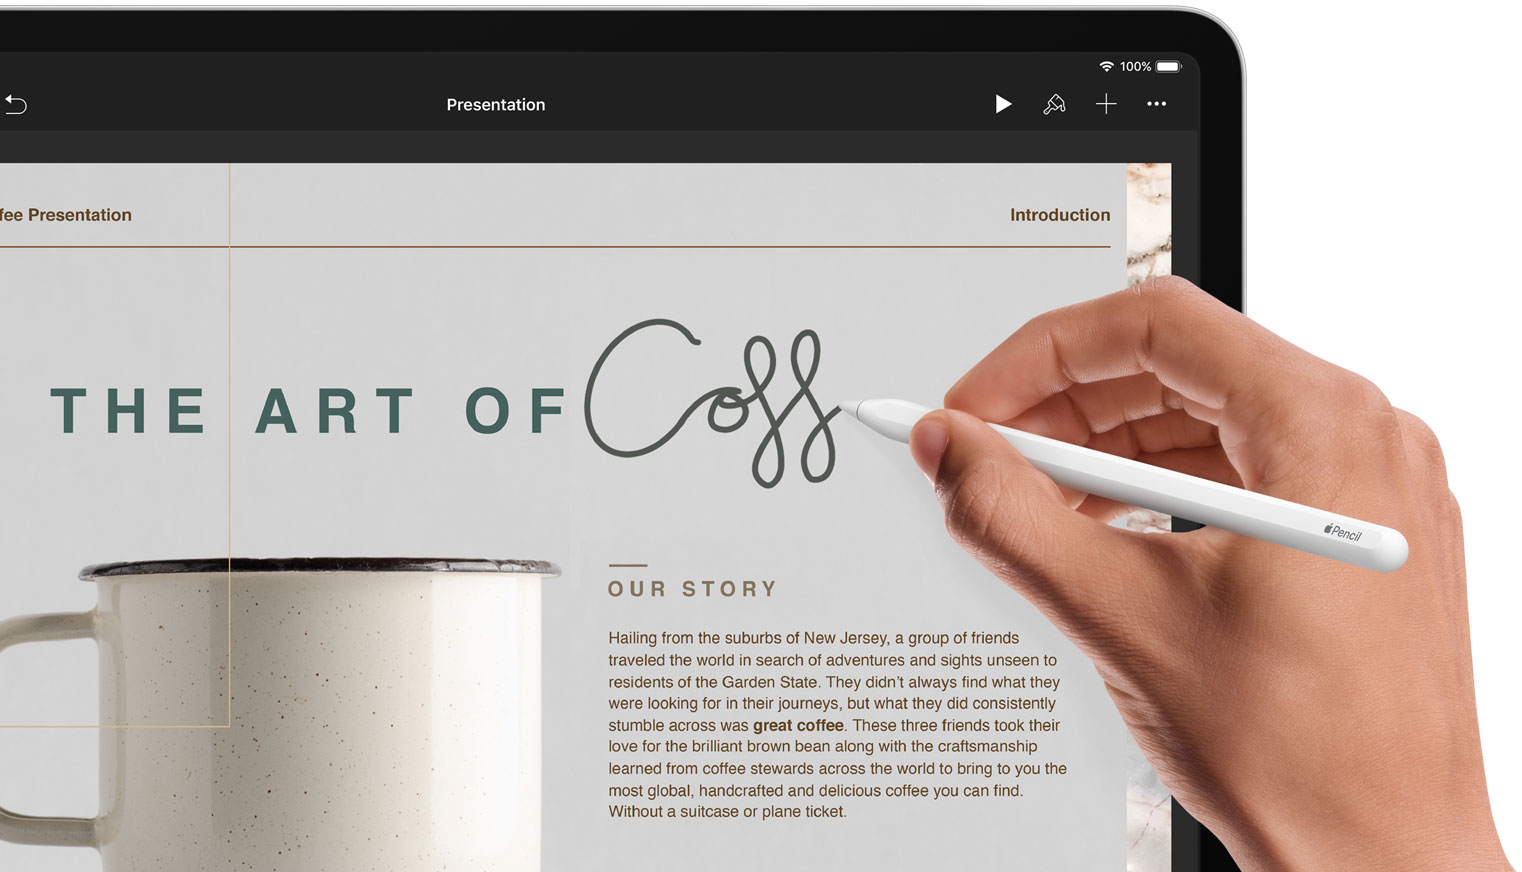 100%
Presentation
fee Presentation
Introduction
THE ART OF Coff
Pencil
OUR STORY
Hailing from the suburbs of New Jersey, a group of friends
traveled the world in search of adventures and sights unseen to
residents of the Garden State. They didn’t always find what they
were looking for in their journeys, but what they did consistently
stumble across was great coffee. These three friends took their
love for the brilliant brown bean along with the craftsmanship
learned from coffee stewards across the world to bring to you the
most global, handcrafted and delicious coffee you can find.
Without a suitcase or plane ticket.